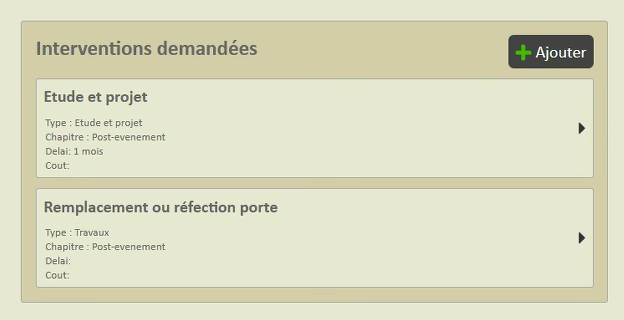 Interventions demandées
Ajouter
Etude et projet
Type : Etude et projet
Chapitre : Post-evenement
Delai: 1 mois
Cout:
Remplacement ou réfection porte
Type : Travaux
Chapitre : Post-evenement
Delai:
Cout: